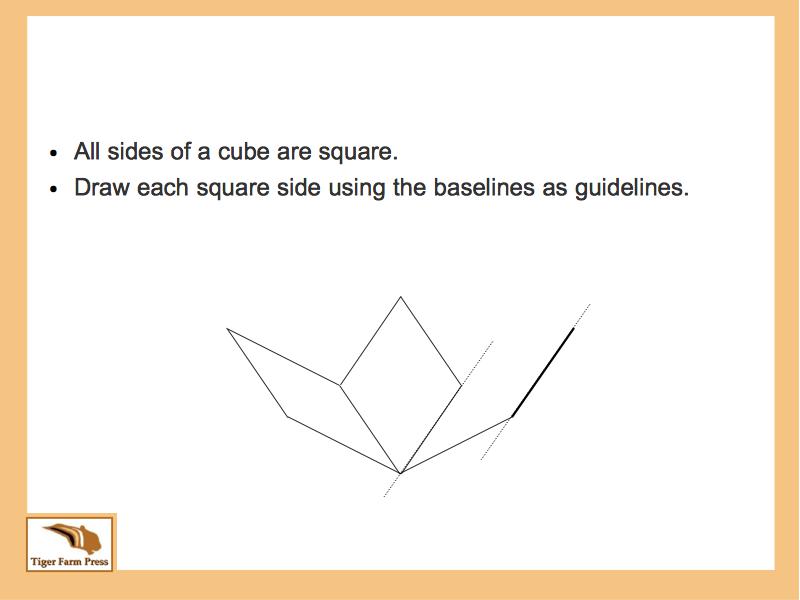 • All sides of a cube are square.
• Draw each square side using the baselines as guidelines.
Tiger Farm Press